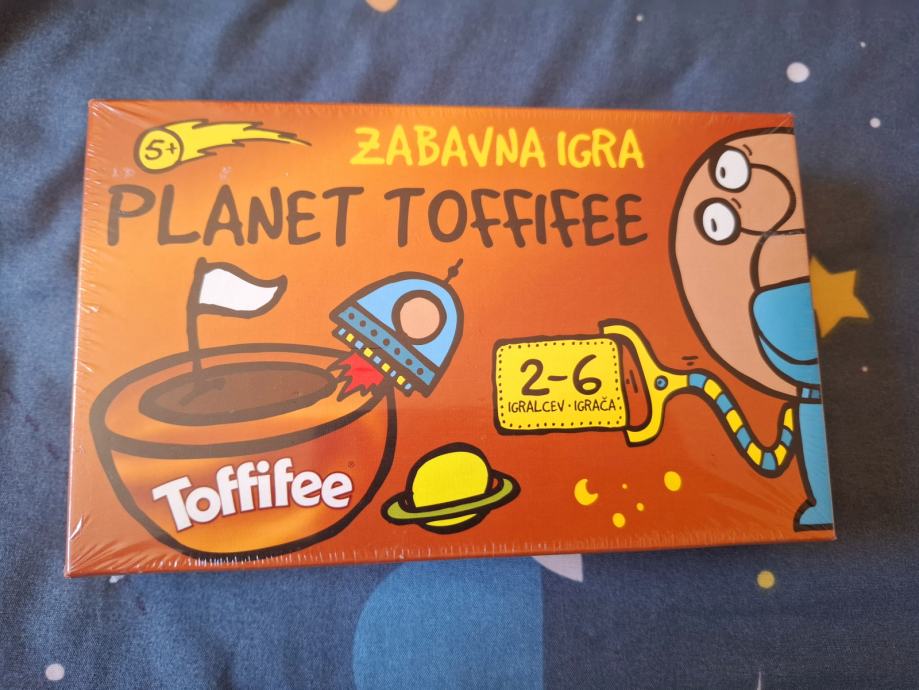 5+
ZABAVNA IGRA
PLANET TOFFIFEE
2-6
IGRALCEV · IGRAČA
Toffifee®